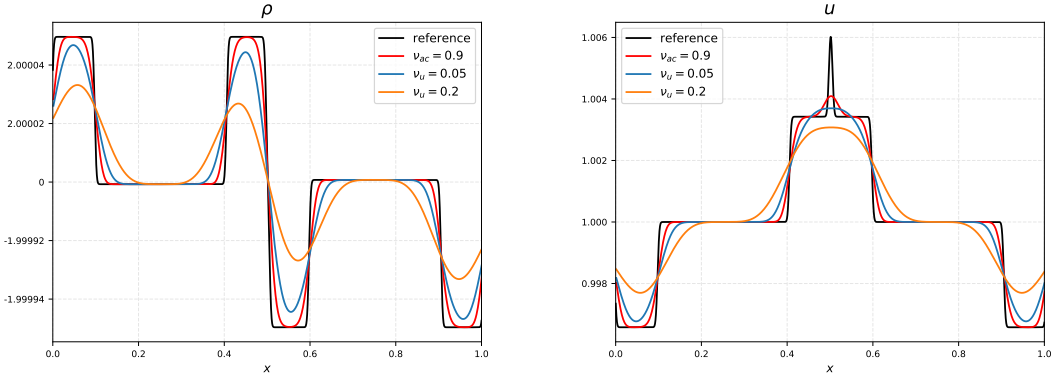 ρ
2.00004
2.00002
0
-1.99992
-1.99994
0.0 0.2 0.4 0.6 0.8 1.0
x
reference
ν_ac = 0.9
ν_u = 0.05
ν_u = 0.2
u
1.006
1.004
1.002
1.000
0.998
0.0 0.2 0.4 0.6 0.8 1.0
x
reference
ν_ac = 0.9
ν_u = 0.05
ν_u = 0.2